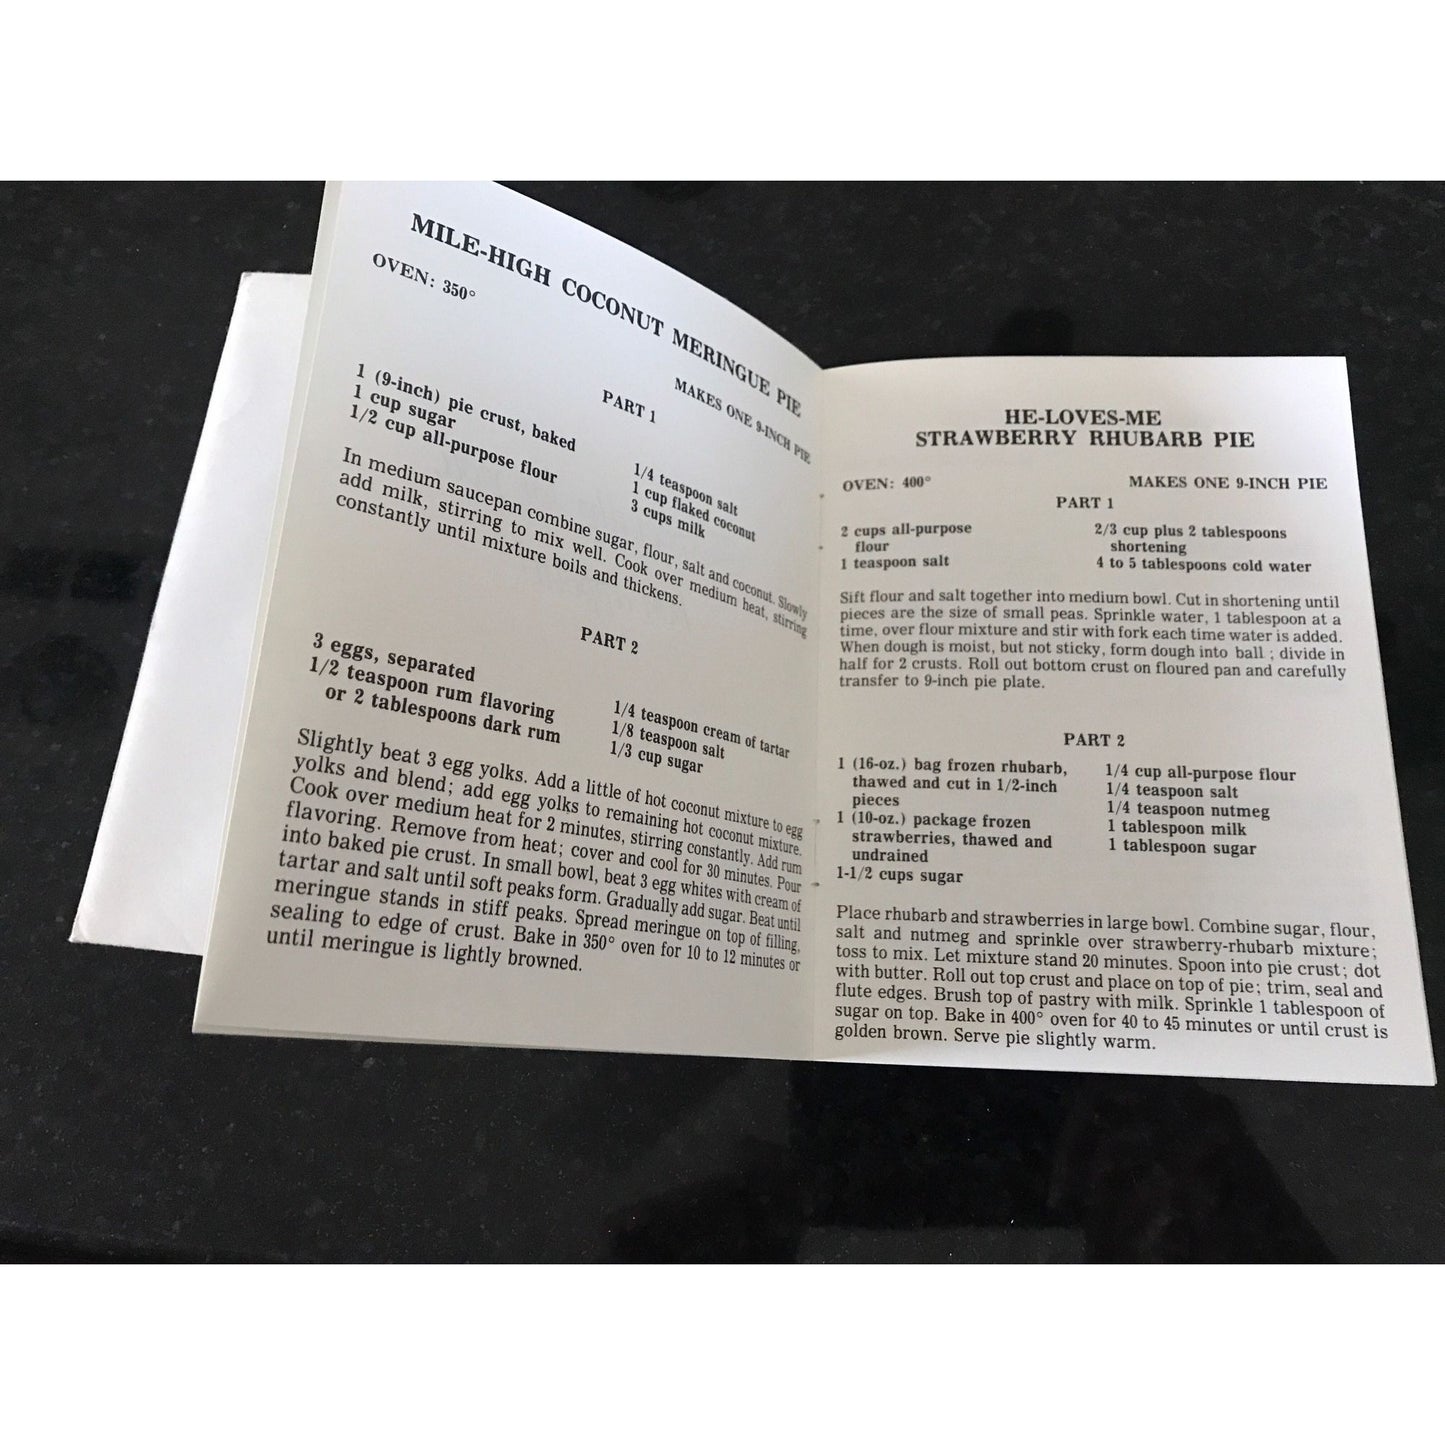 MILE-HIGH COCONUT MERINGUE PIE
OVEN: 350°
MAKES ONE 9-INCH PIE
PART 1
1 (9-inch) pie crust, baked
1 cup sugar
1/2 cup all-purpose flour
1/4 teaspoon salt
1 cup flaked coconut
3 cups milk
In medium saucepan combine sugar, flour, salt and coconut. Slowly
add milk, stirring to mix well. Cook over medium heat, stirring
constantly until mixture boils and thickens.
PART 2
3 eggs, separated
1/2 teaspoon rum flavoring
or 2 tablespoons dark rum
1/4 teaspoon cream of tartar
1/8 teaspoon salt
1/3 cup sugar
Slightly beat 3 egg yolks. Add a little of hot coconut mixture to egg
yolks and blend; add egg yolks to remaining hot coconut mixture.
Cook over medium heat for 2 minutes, stirring constantly. Add rum
flavoring. Remove from heat; cover and cool for 30 minutes. Pour
into baked pie crust. In small bowl, beat 3 egg whites with cream of
tartar and salt until soft peaks form. Gradually add sugar. Beat until
meringue stands in stiff peaks. Spread meringue on top of filling,
sealing to edge of crust. Bake in 350° oven for 10 to 12 minutes or
until meringue is lightly browned.
HE-LOVES-ME
STRAWBERRY RHUBARB PIE
OVEN: 400°
MAKES ONE 9-INCH PIE
PART 1
2 cups all-purpose
flour
1 teaspoon salt
2/3 cup plus 2 tablespoons
shortening
4 to 5 tablespoons cold water
Sift flour and salt together into medium bowl. Cut in shortening until
pieces are the size of small peas. Sprinkle water, 1 tablespoon at a
time, over flour mixture and stir with fork each time water is added.
When dough is moist, but not sticky, form dough into ball ; divide in
half for 2 crusts. Roll out bottom crust on floured pan and carefully
transfer to 9-inch pie plate.
PART 2
1 (16-oz.) bag frozen rhubarb,
thawed and cut in 1/2-inch
pieces
1 (10-oz.) package frozen
strawberries, thawed and
undrained
1-1/2 cups sugar
1/4 cup all-purpose flour
1/4 teaspoon salt
1/4 teaspoon nutmeg
1 tablespoon milk
1 tablespoon sugar
Place rhubarb and strawberries in large bowl. Combine sugar, flour,
salt and nutmeg and sprinkle over strawberry-rhubarb mixture;
toss to mix. Let mixture stand 20 minutes. Spoon into pie crust; dot
with butter. Roll out top crust and place on top of pie; trim, seal and
flute edges. Brush top of pastry with milk. Sprinkle 1 tablespoon of
sugar on top. Bake in 400° oven for 40 to 45 minutes or until crust is
golden brown. Serve pie slightly warm.